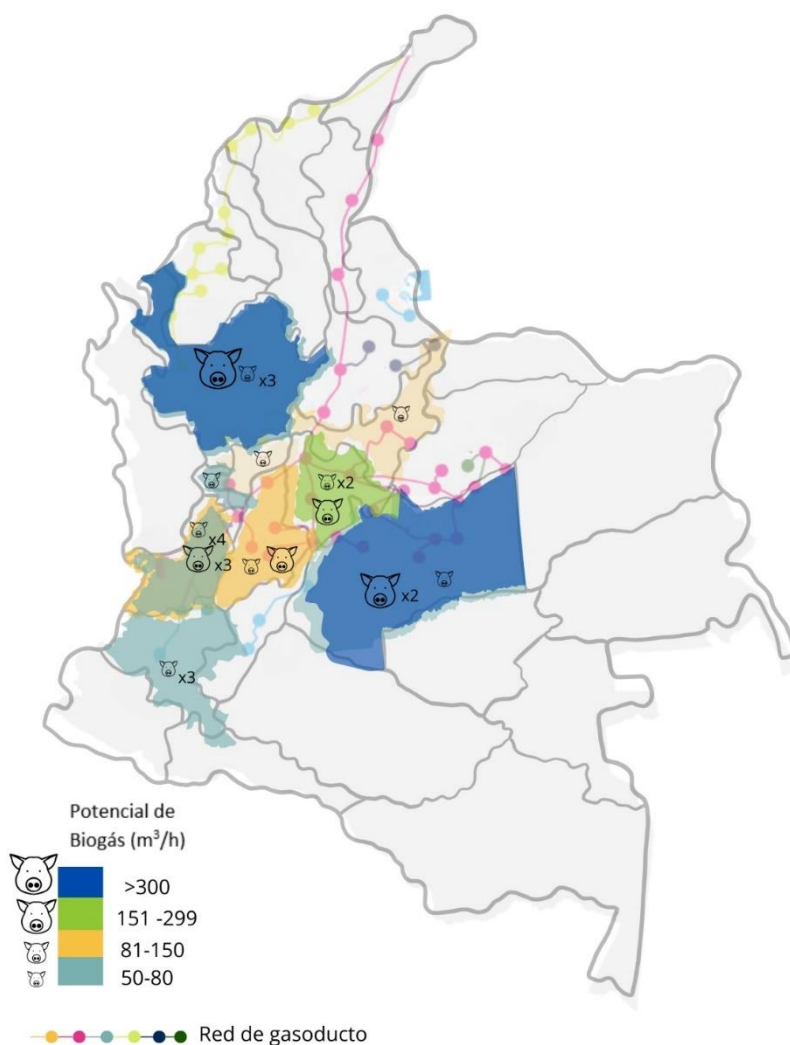 x3
x2
x4
x3
x2
x3
Potencial de
Biogás (m³/h)
>300
151 -299
81-150
50-80
Red de gasoducto